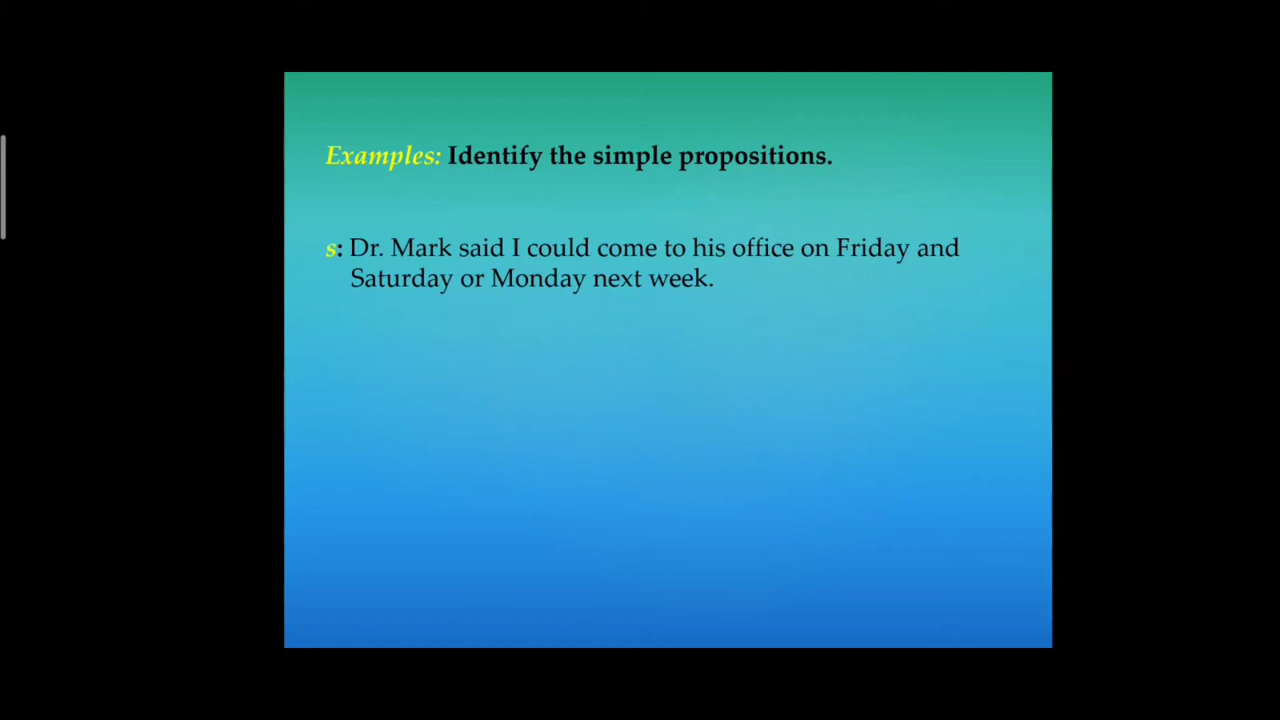 Examples: Identify the simple propositions.
s: Dr. Mark said I could come to his office on Friday and
Saturday or Monday next week.